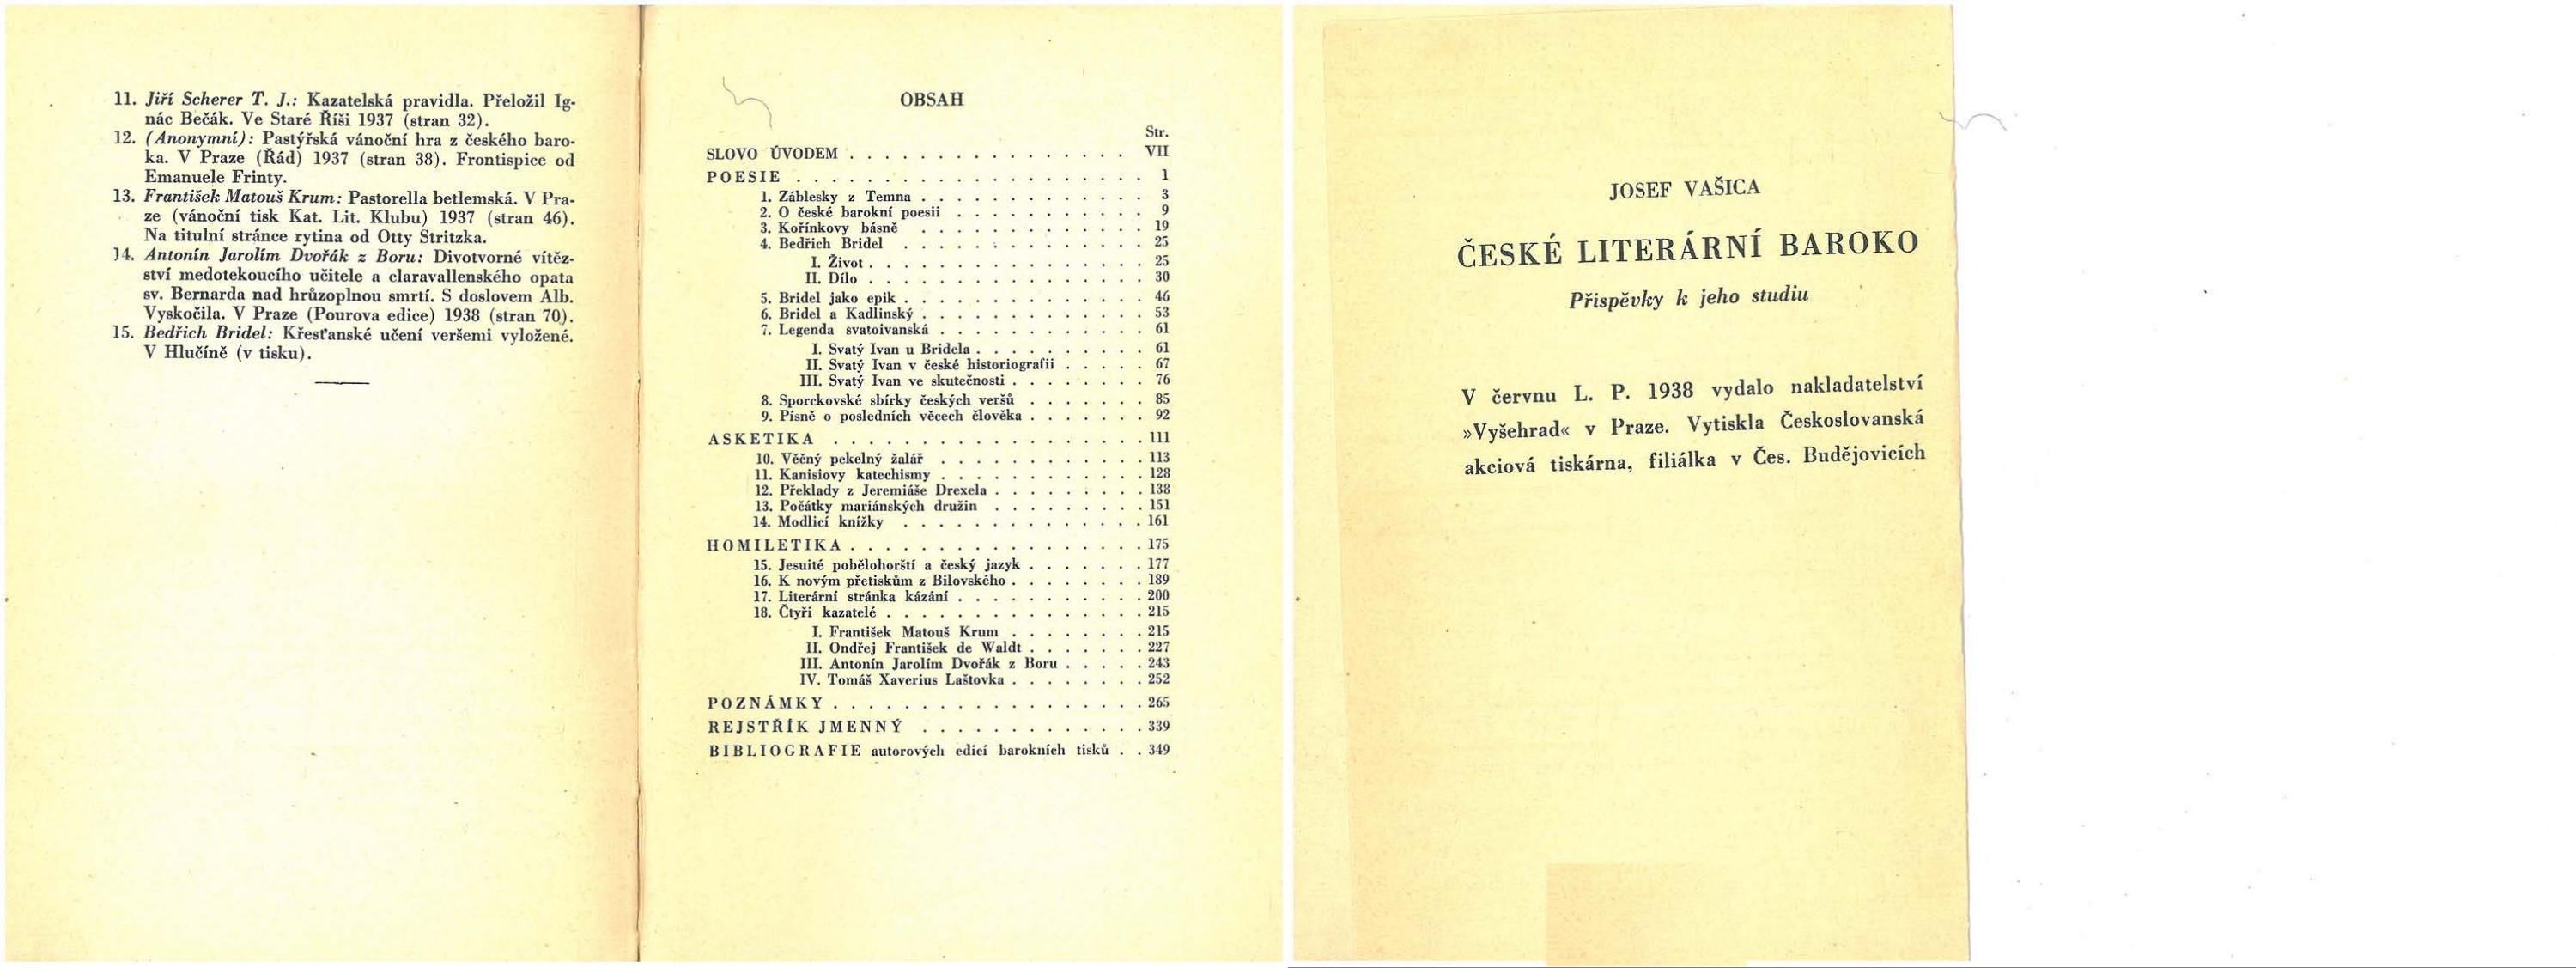 11. Jiří Scherer T. J.: Kazatelská pravidla. Přeložil Ig-
nác Bečák. Ve Staré Říši 1937 (stran 32).
12. (Anonymní): Pastýřská vánoční hra z českého baro-
ka. V Praze (Řád) 1937 (stran 38). Frontispice od
Emanuele Frinty.
13. František Matouš Krum: Pastorella betlemská. V Pra-
ze (vánoční tisk Kat. Lit. Klubu) 1937 (stran 46).
Na titulní stránce rytina od Otty Stritzka.
14. Antonín Jarolím Dvořák z Boru: Divotvorné vítěz-
ství medotekoucího učitele a claravallenského opata
sv. Bernarda nad hrůzoplnou smrtí. S doslovem Alb.
Vyskočila. V Praze (Pourova edice) 1938 (stran 70).
15. Bedřich Bridel: Křesťanské učení veršemi vyložené.
V Hlučíně (v tisku).
OBSAH
Str.
SLOVO ÚVODEM . . . . . . . . . . . . . . . . VII
POESIE . . . . . . . . . . . . . . . . . . . . 1
1. Záblesky z Temna . . . . . . . . . . . . . 3
2. O české barokní poesii . . . . . . . . . . . 9
3. Kořínkovy básně . . . . . . . . . . . . . 19
4. Bedřich Bridel . . . . . . . . . . . . . . 25
I. Život . . . . . . . . . . . . . . . . 25
II. Dílo . . . . . . . . . . . . . . . . 30
5. Bridel jako epik . . . . . . . . . . . . . . 46
6. Bridel a Kadlinský . . . . . . . . . . . . . 53
7. Legenda svatoivanská . . . . . . . . . . . . 61
I. Svatý Ivan u Bridela . . . . . . . . . . 61
II. Svatý Ivan v české historiografii . . . . . 67
III. Svatý Ivan ve skutečnosti . . . . . . . . 76
8. Sporckovské sbírky českých veršů . . . . . . . 85
9. Písně o posledních věcech člověka . . . . . . . 92
ASKETIKA . . . . . . . . . . . . . . . . . . 111
10. Věčný pekelný žalář . . . . . . . . . . . . 113
11. Kanisiovy katechismy . . . . . . . . . . . . 128
12. Překlady z Jeremiáše Drexela . . . . . . . . . 138
13. Počátky mariánských družin . . . . . . . . . 151
14. Modlicí knížky . . . . . . . . . . . . . . 161
HOMILETIKA . . . . . . . . . . . . . . . . . 175
15. Jesuité pobělohorští a český jazyk . . . . . . . 177
16. K novým přetiskům z Bilovského . . . . . . . . 189
17. Literární stránka kázání . . . . . . . . . . . 200
18. Čtyři kazatelé . . . . . . . . . . . . . . . 215
I. František Matouš Krum . . . . . . . . 215
II. Ondřej František de Waldt . . . . . . . 227
III. Antonín Jarolím Dvořák z Boru . . . . . 243
IV. Tomáš Xaverius Laštovka . . . . . . . . 252
POZNÁMKY . . . . . . . . . . . . . . . . . . 265
REJSTŘÍK JMENNÝ . . . . . . . . . . . . . 339
BIBLIOGRAFIE autorových edicí barokních tisků . . 349
JOSEF VAŠICA
ČESKÉ LITERÁRNÍ BAROKO
Příspěvky k jeho studiu
V červnu L. P. 1938 vydalo nakladatelství
»Vyšehrad« v Praze. Vytiskla Československá
akciová tiskárna, filiálka v Čes. Budějovicích